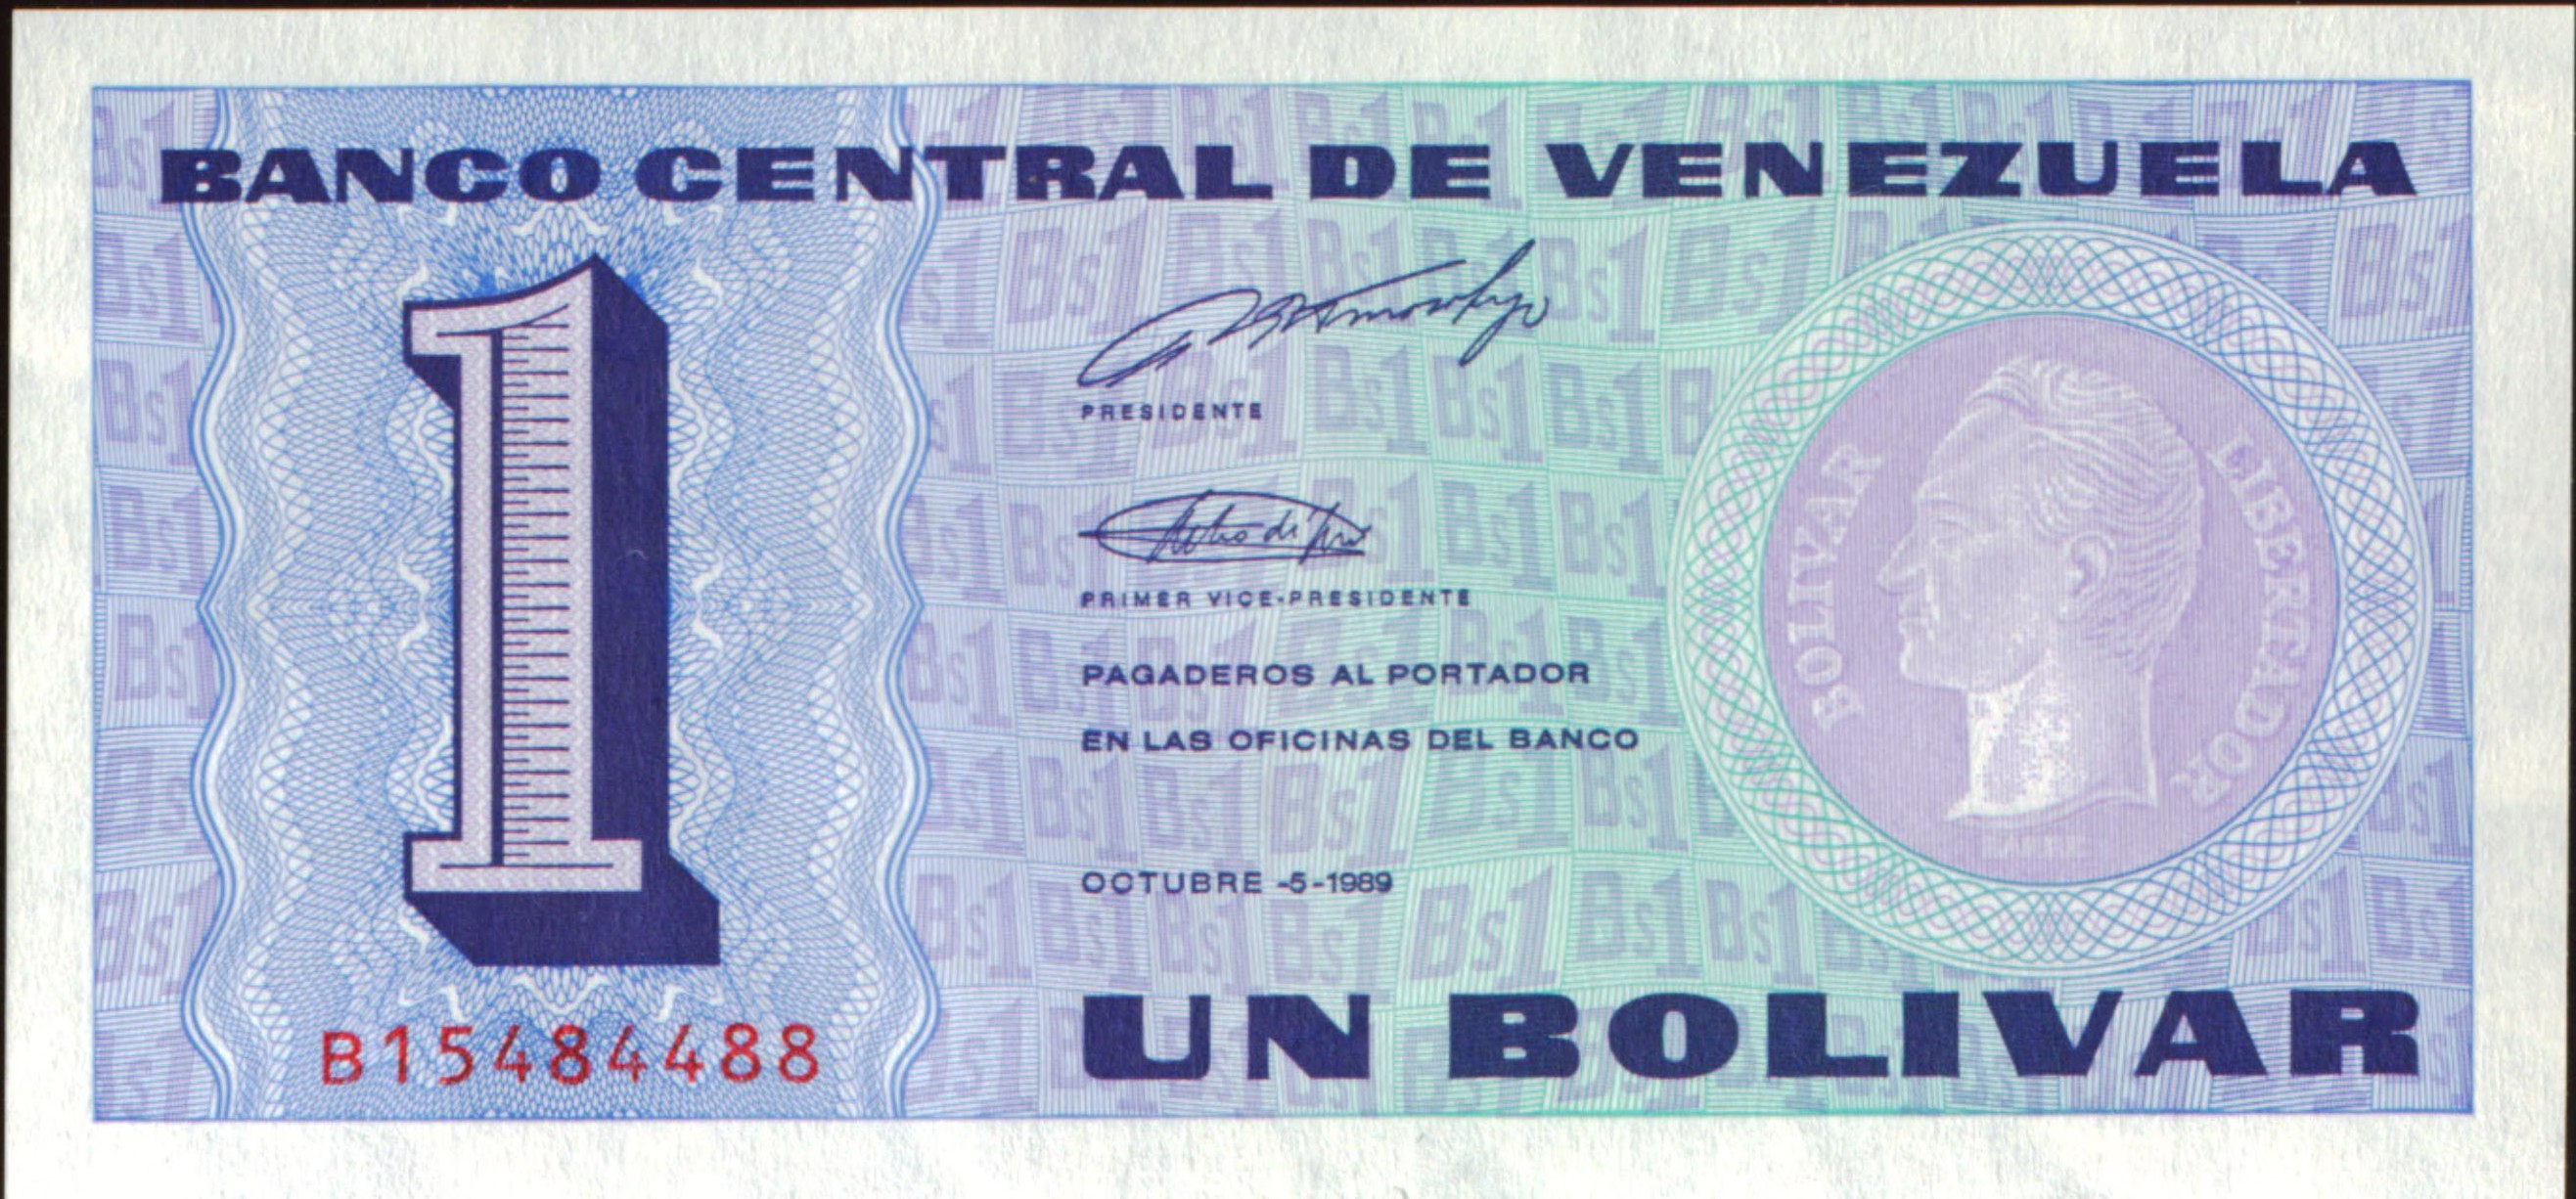 BANCO CENTRAL DE VENEZUELA
1
PRESIDENTE
PRIMER VICE-PRESIDENTE
PAGADEROS AL PORTADOR
EN LAS OFICINAS DEL BANCO
OCTUBRE -5-1989
BOLIVAR LIBERTADOR
B15484488
UN BOLIVAR